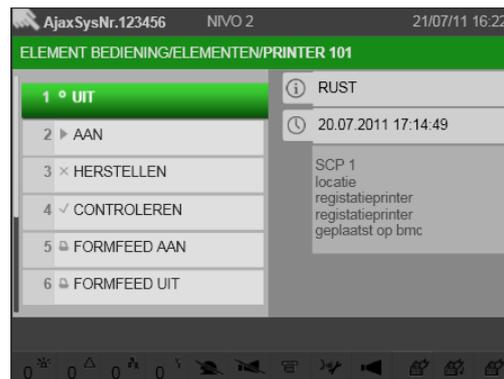 AjaxSysNr.123456 NIVO 2 21/07/11 16:22
ELEMENT BEDIENING/ELEMENTEN/PRINTER 101
1 ° UIT
2 AAN
3 × HERSTELLEN
4 ✓ CONTROLEREN
5 FORMFEED AAN
6 FORMFEED UIT
RUST
20.07.2011 17:14:49
SCP 1
locatie
registatieprinter
registatieprinter
geplaatst op bmc
0 0 0 0